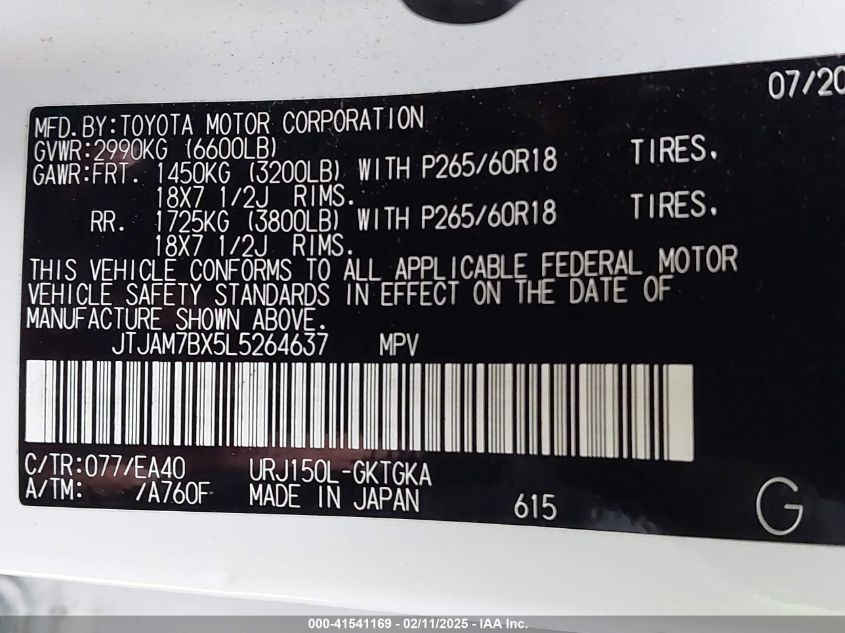 07/20
MFD.BY:TOYOTA MOTOR CORPORATION
GVWR:2990KG (6600LB)
GAWR:FRT. 1450KG (3200LB) WITH P265/60R18 TIRES.
18X7 1/2J RIMS.
RR. 1725KG (3800LB) WITH P265/60R18 TIRES.
18X7 1/2J RIMS.
THIS VEHICLE CONFORMS TO ALL APPLICABLE FEDERAL MOTOR
VEHICLE SAFETY STANDARDS IN EFFECT ON THE DATE OF
MANUFACTURE SHOWN ABOVE.
JTJAM7BX5L5264637 MPV
C/TR:077/EA40 URJ150L-GKTGKA
A/TM: /A760F MADE IN JAPAN 615 G
000-41541169 - 02/11/2025 - IAA Inc.